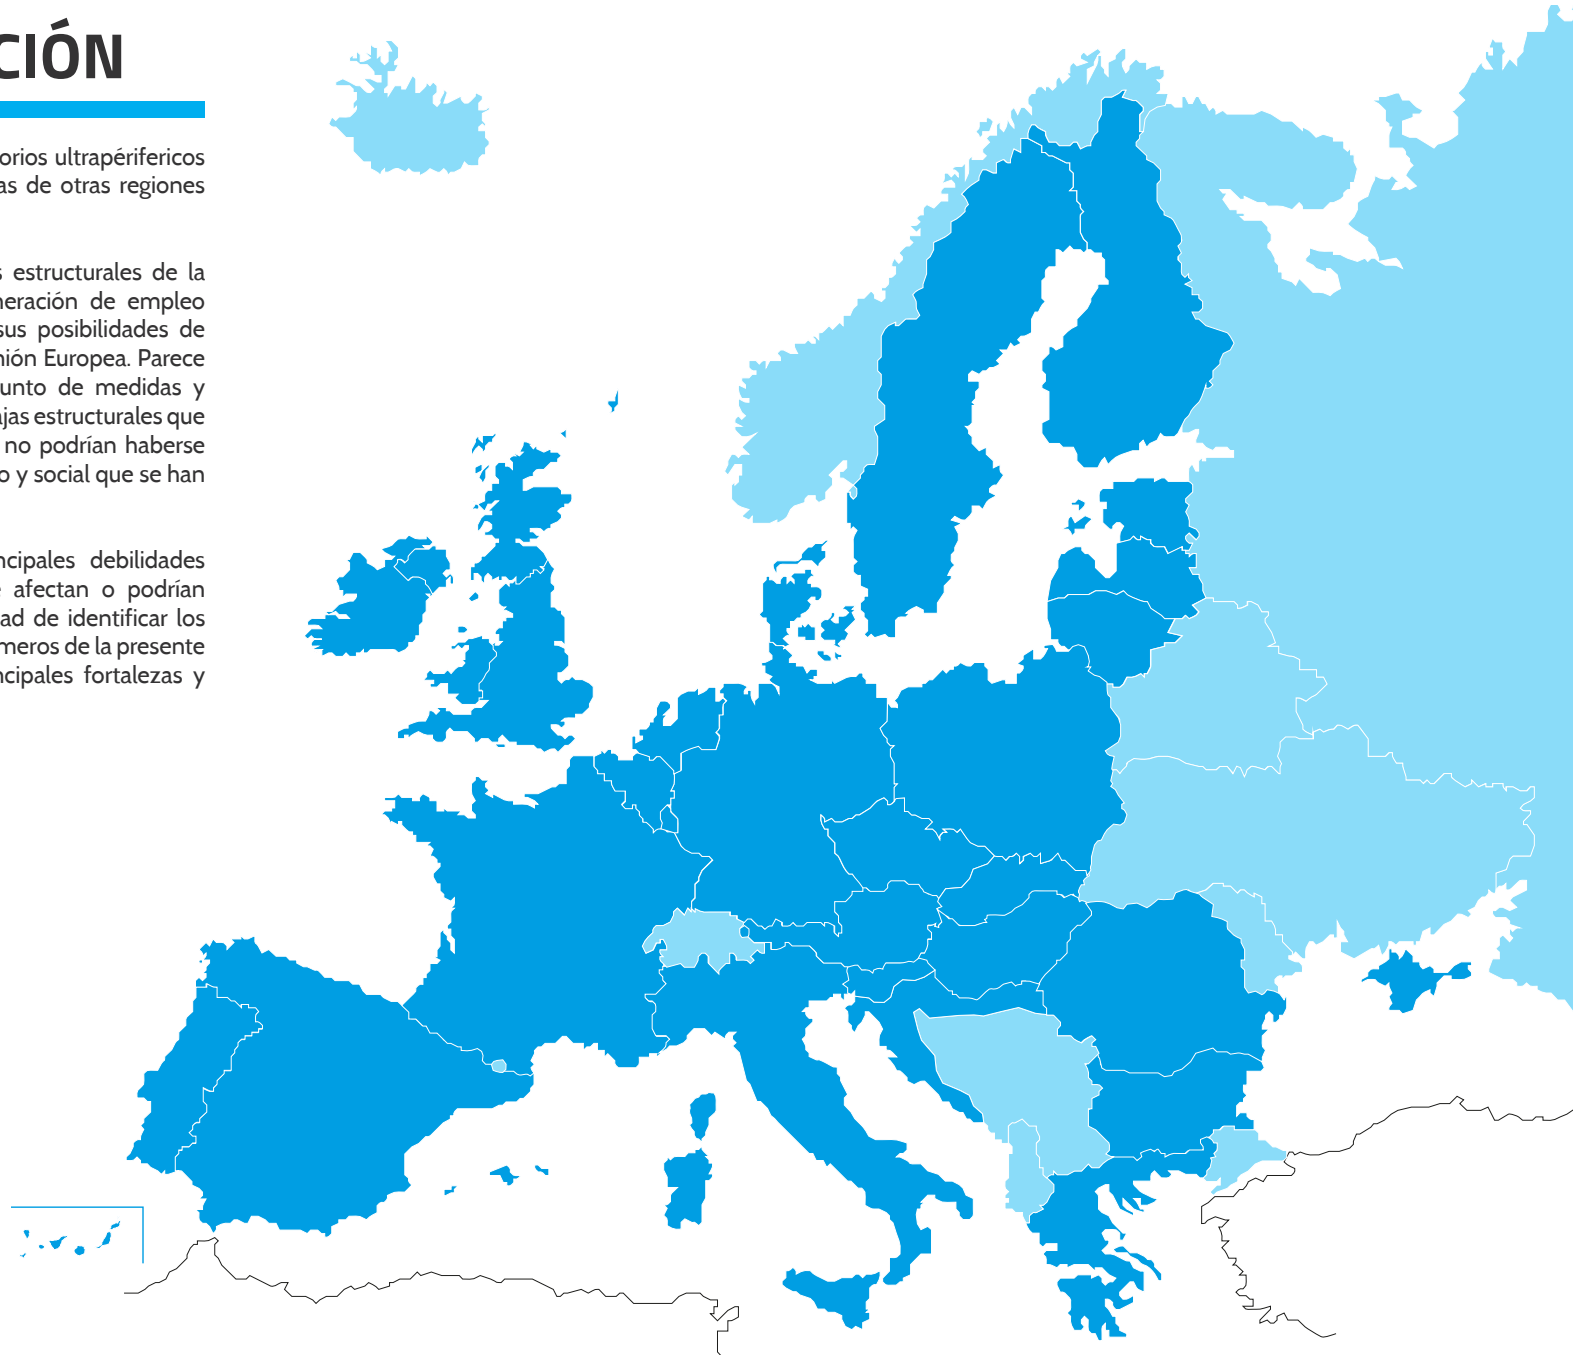 CIÓN
orios ultrapérifericos
as de otras regiones
s estructurales de la
neración de empleo
sus posibilidades de
nión Europea. Parece
unto de medidas y
ajas estructurales que
no podrían haberse
o y social que se han
ncipales debilidades
e afectan o podrían
ad de identificar los
meros de la presente
ncipales fortalezas y